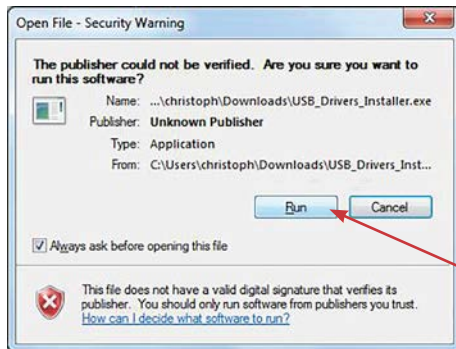 Open File - Security Warning
The publisher could not be verified.  Are you sure you want to
run this software?
Name: ...\christoph\Downloads\USB_Drivers_Installer.exe
Publisher: Unknown Publisher
Type: Application
From: C:\Users\christoph\Downloads\USB_Drivers_Inst...
Run Cancel
Always ask before opening this file
This file does not have a valid digital signature that verifies its
publisher.  You should only run software from publishers you trust.
How can I decide what software to run?